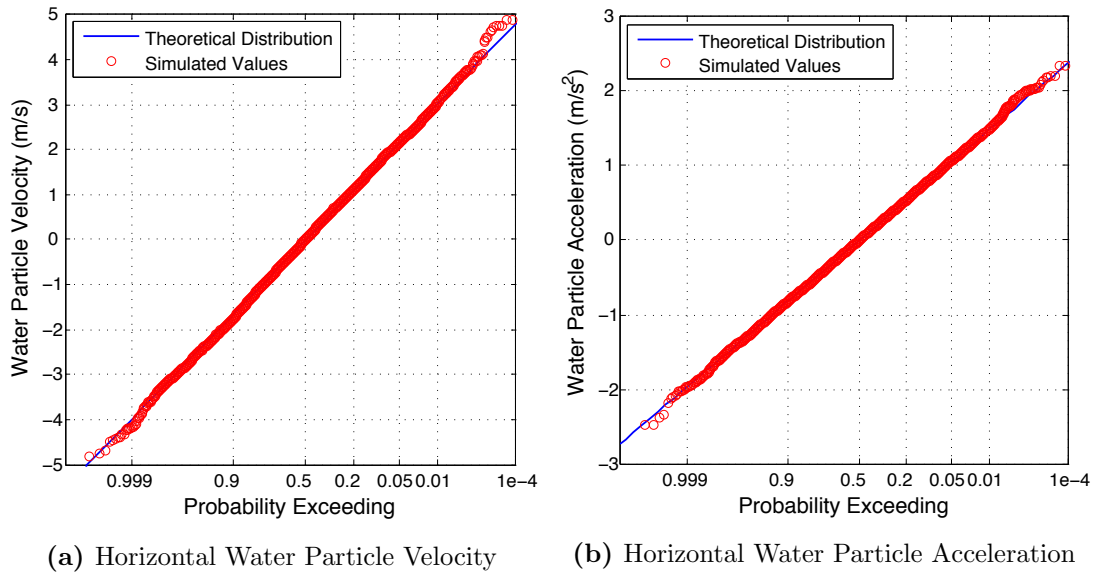 5
4
3
2
1
0
−1
−2
−3
−4
−5
Water Particle Velocity (m/s)
Theoretical Distribution
Simulated Values
0.999
0.9
0.5
0.2
0.05
0.01
1e−4
Probability Exceeding
(a) Horizontal Water Particle Velocity
3
2
1
0
−1
−2
−3
Water Particle Acceleration (m/s²)
Theoretical Distribution
Simulated Values
0.999
0.9
0.5
0.2
0.05
0.01
1e−4
Probability Exceeding
(b) Horizontal Water Particle Acceleration